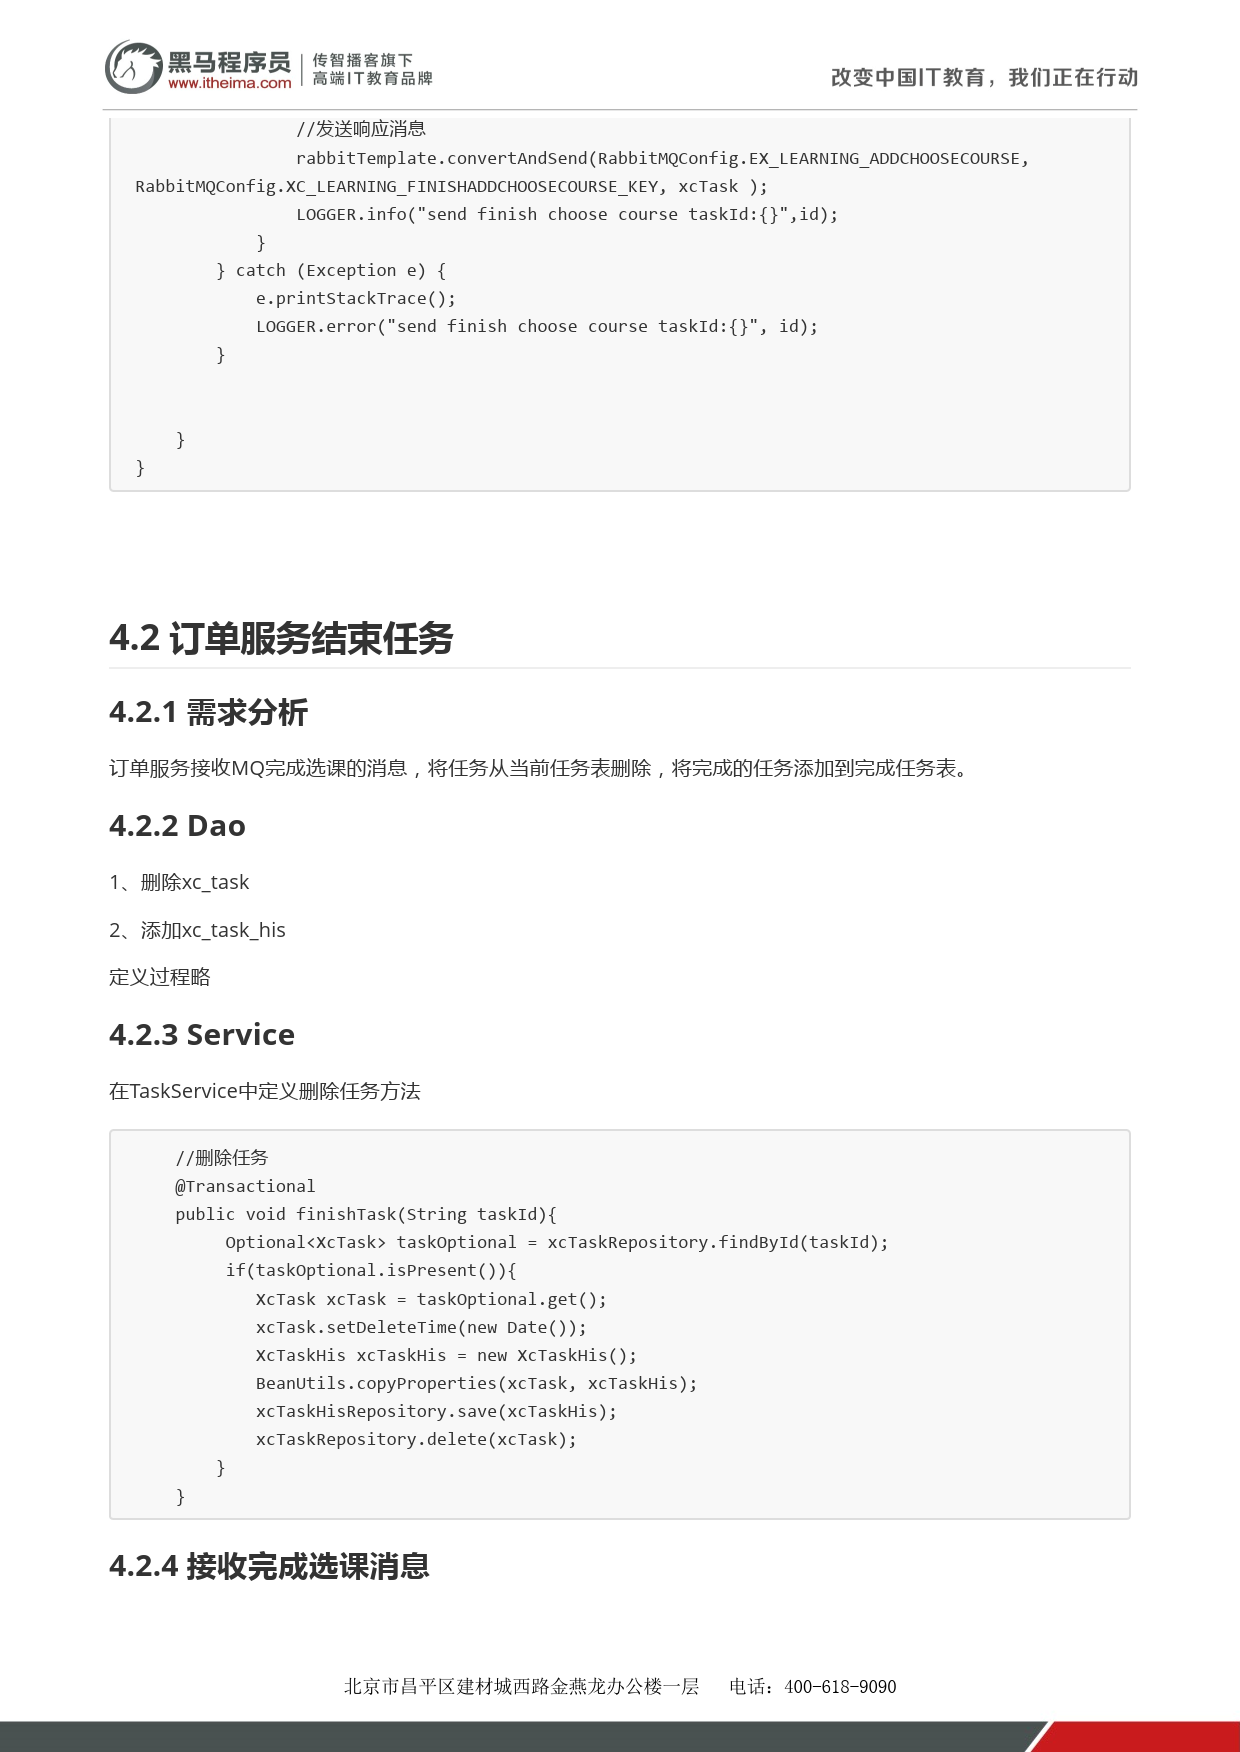 黑马程序员
www.itheima.com
传智播客旗下
高端IT教育品牌
改变中国IT教育，我们正在行动
//发送响应消息
rabbitTemplate.convertAndSend(RabbitMQConfig.EX_LEARNING_ADDCHOOSECOURSE,
RabbitMQConfig.XC_LEARNING_FINISHADDCHOOSECOURSE_KEY, xcTask );
LOGGER.info("send finish choose course taskId:{}",id);
}
} catch (Exception e) {
e.printStackTrace();
LOGGER.error("send finish choose course taskId:{}", id);
}
}
}
4.2 订单服务结束任务
4.2.1 需求分析
订单服务接收MQ完成选课的消息，将任务从当前任务表删除，将完成的任务添加到完成任务表。
4.2.2 Dao
1、删除xc_task
2、添加xc_task_his
定义过程略
4.2.3 Service
在TaskService中定义删除任务方法
//删除任务
@Transactional
public void finishTask(String taskId){
Optional<XcTask> taskOptional = xcTaskRepository.findById(taskId);
if(taskOptional.isPresent()){
XcTask xcTask = taskOptional.get();
xcTask.setDeleteTime(new Date());
XcTaskHis xcTaskHis = new XcTaskHis();
BeanUtils.copyProperties(xcTask, xcTaskHis);
xcTaskHisRepository.save(xcTaskHis);
xcTaskRepository.delete(xcTask);
}
}
4.2.4 接收完成选课消息
北京市昌平区建材城西路金燕龙办公楼一层 电话：400-618-9090